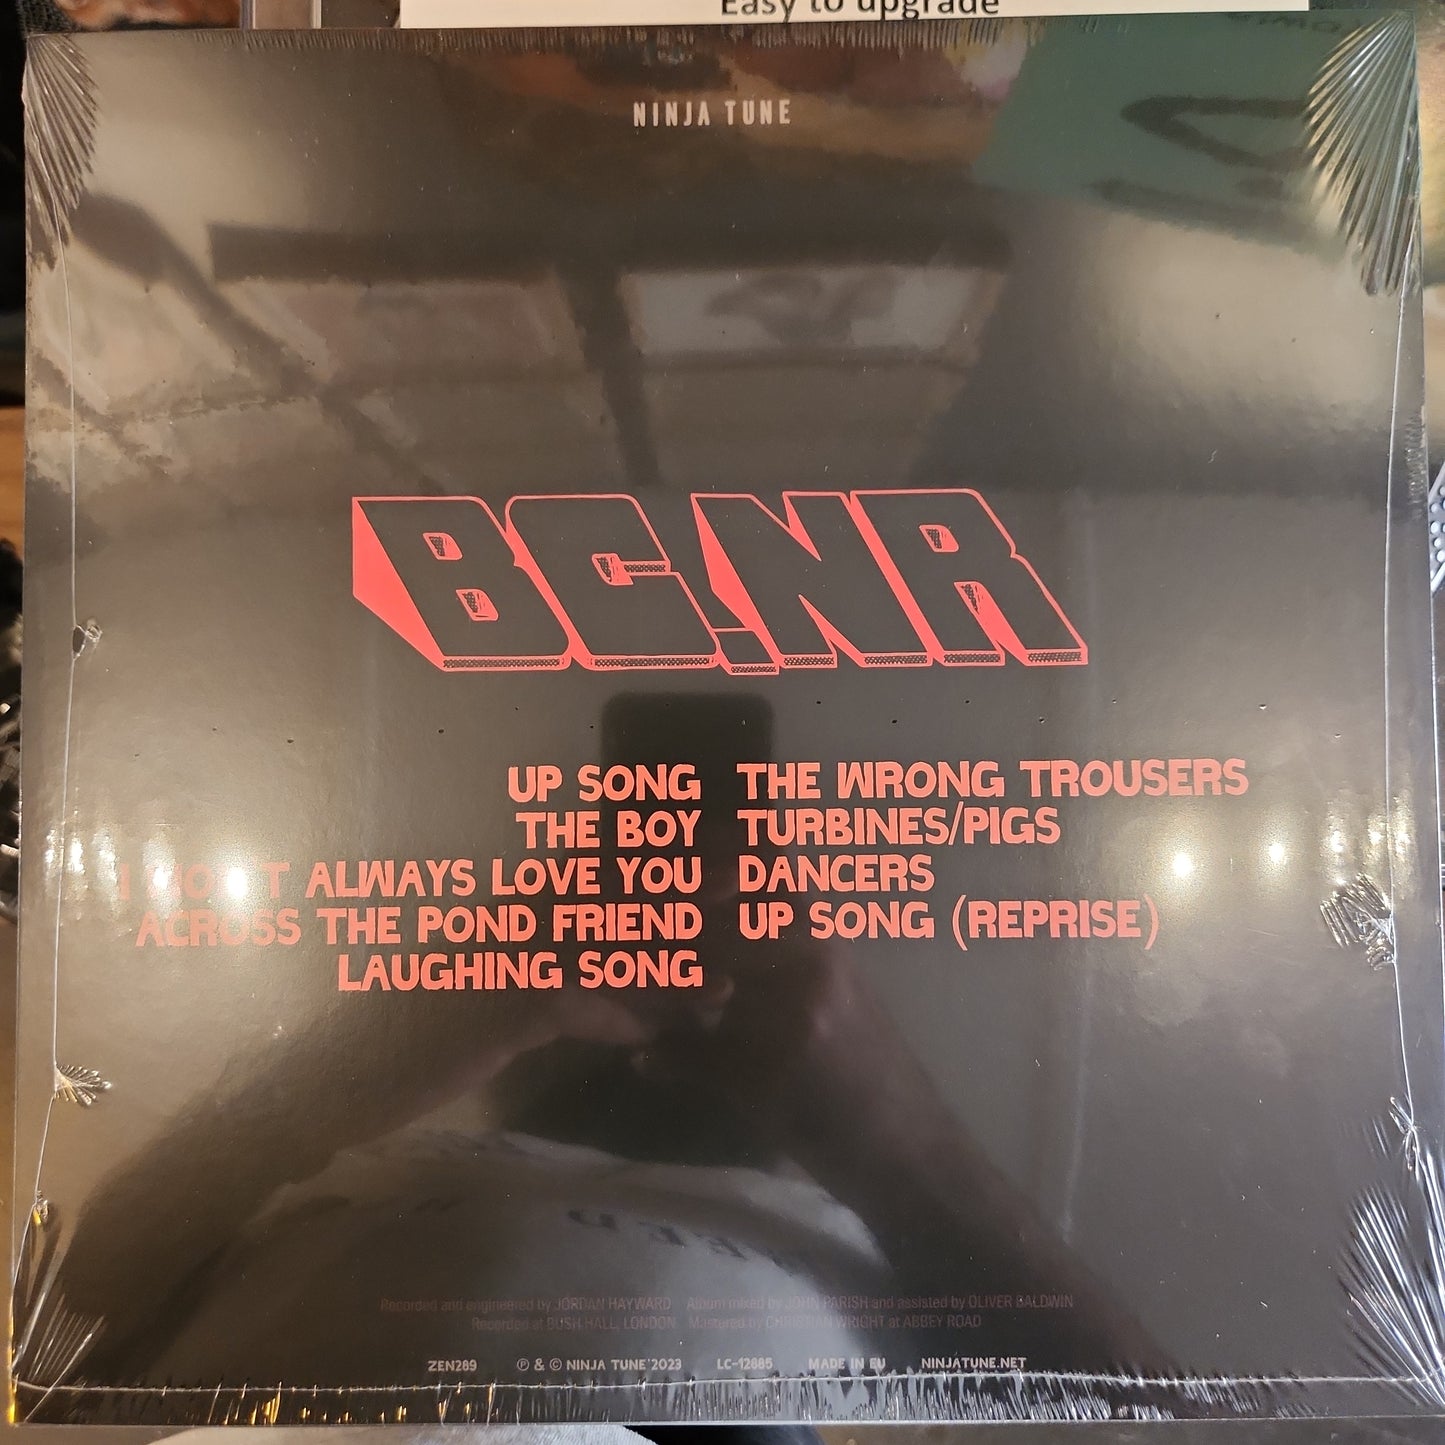 Easy to upgrade
NINJA TUNE
BC,NR
UP SONG
THE BOY
I WON'T ALWAYS LOVE YOU
ACROSS THE POND FRIEND
LAUGHING SONG
THE WRONG TROUSERS
TURBINES/PIGS
DANCERS
UP SONG (REPRISE)
Recorded and engineered by JORDAN HAYWARD Album mixed by JOHN PARISH and assisted by OLIVER BALDWIN
Recorded at BUSH HALL, LONDON Mastered by CHRISTIAN WRIGHT at ABBEY ROAD
ZEN289 ℗ & © NINJA TUNE 2023 LC-12885 MADE IN EU NINJATUNE.NET